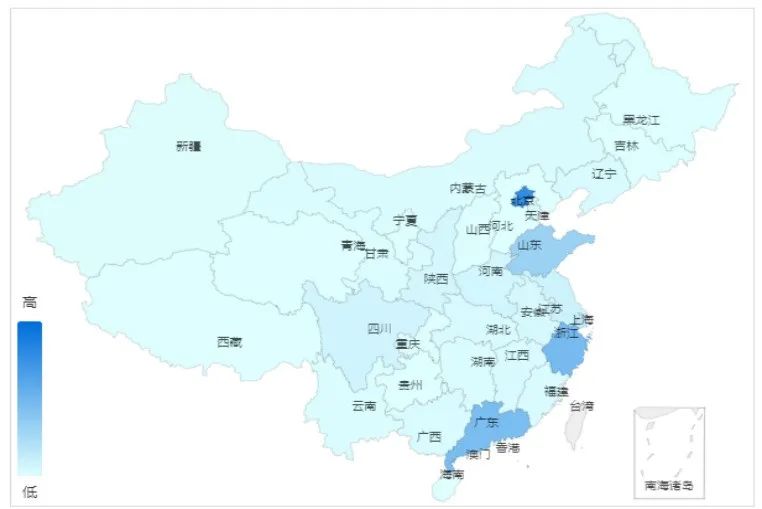 黑龙江
吉林
新疆
辽宁
内蒙古
北京
天津
宁夏
山西
河北
山东
青海
甘肃
陕西
河南
高
安徽
江苏
上海
四川
湖北
浙江
西藏
重庆
湖南
江西
贵州
福建
云南
台湾
广东
广西
香港
澳门
海南
南海诸岛
低